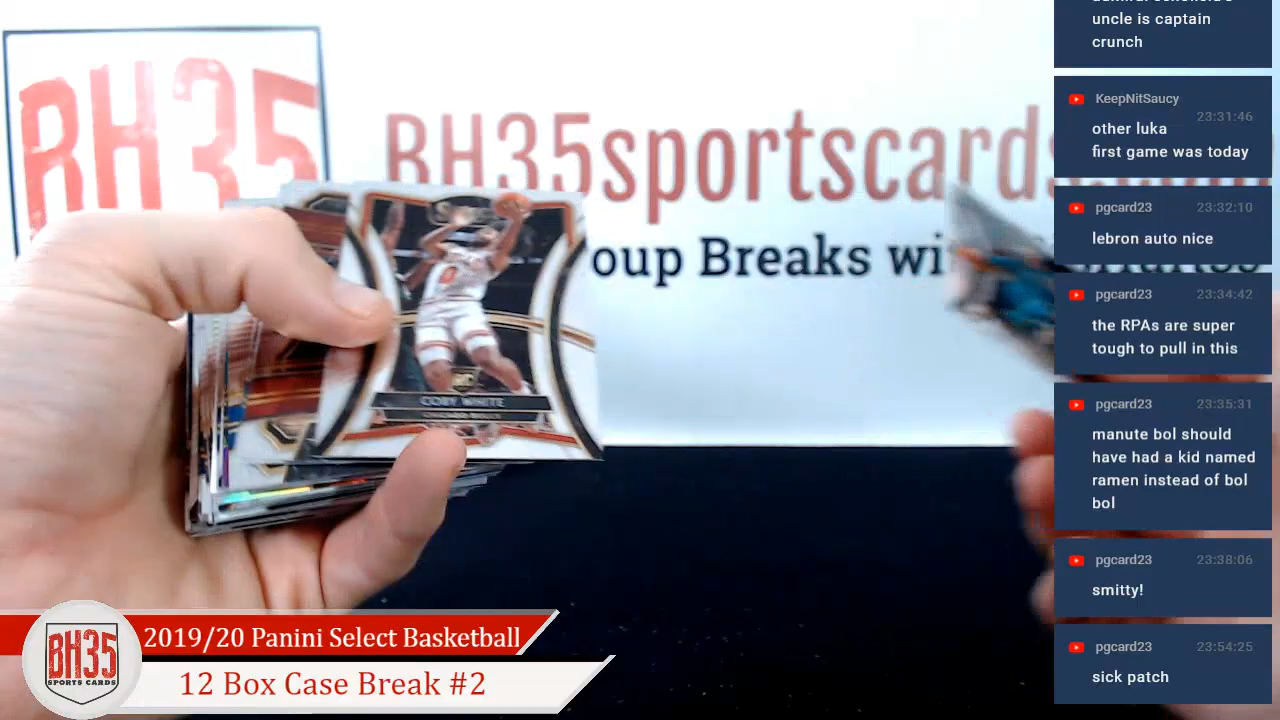 BH35
BH35sportscards
oup Breaks wi
0
RC
COBY WHITE
CHICAGO BULLS
uncle is captain
crunch
KeepNitSaucy
23:31:46
other luka
first game was today
pgcard23 23:32:10
lebron auto nice
pgcard23 23:34:42
the RPAs are super
tough to pull in this
pgcard23 23:35:31
manute bol should
have had a kid named
ramen instead of bol
bol
pgcard23 23:38:06
smitty!
pgcard23 23:54:25
sick patch
BH35
SPORTS CARDS
2019/20 Panini Select Basketball
12 Box Case Break #2